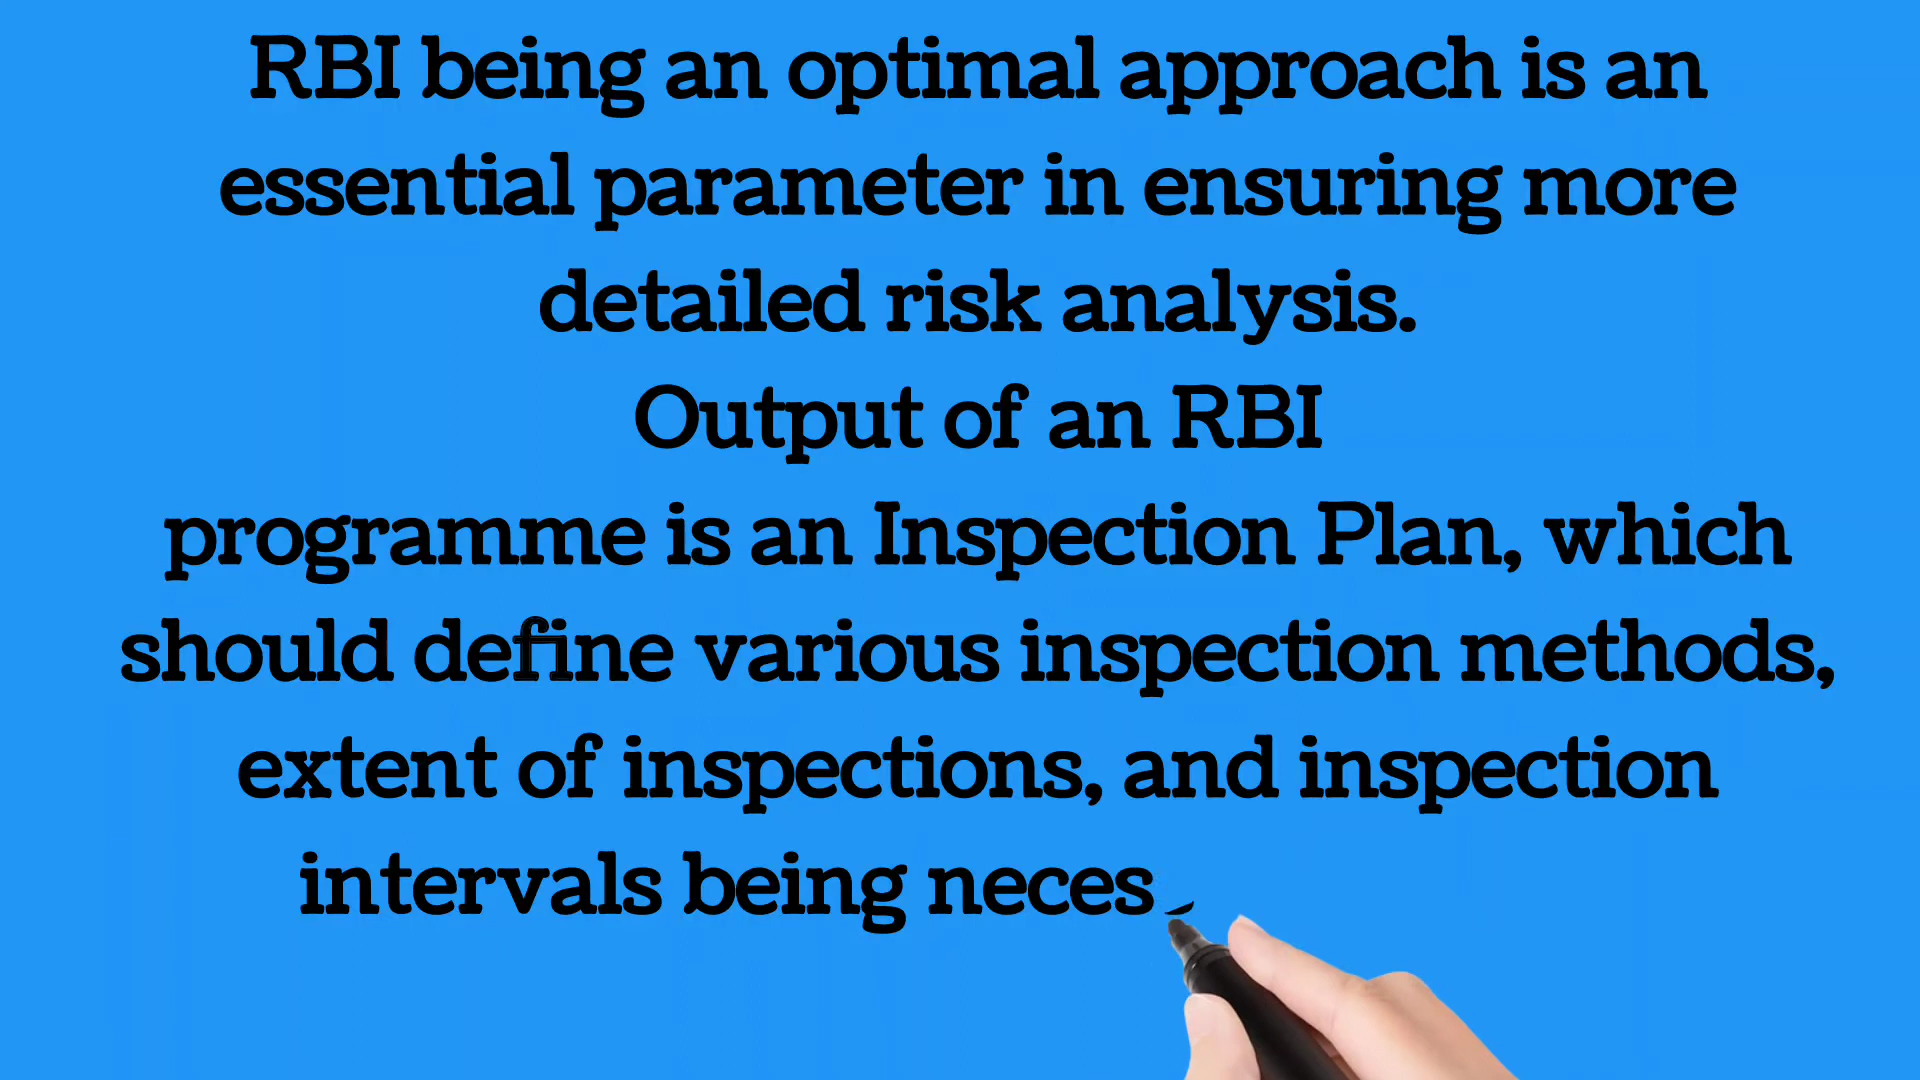 RBI being an optimal approach is an
essential parameter in ensuring more
detailed risk analysis.
Output of an RBI
programme is an Inspection Plan, which
should define various inspection methods,
extent of inspections, and inspection
intervals being neces